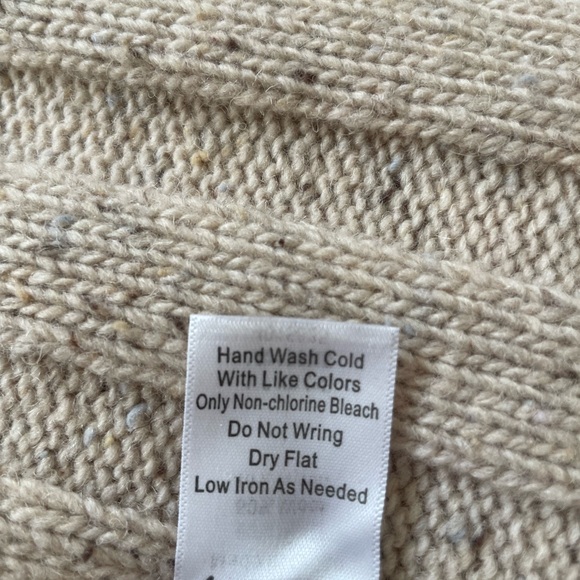 Hand Wash Cold
With Like Colors
Only Non-chlorine Bleach
Do Not Wring
Dry Flat
Low Iron As Needed